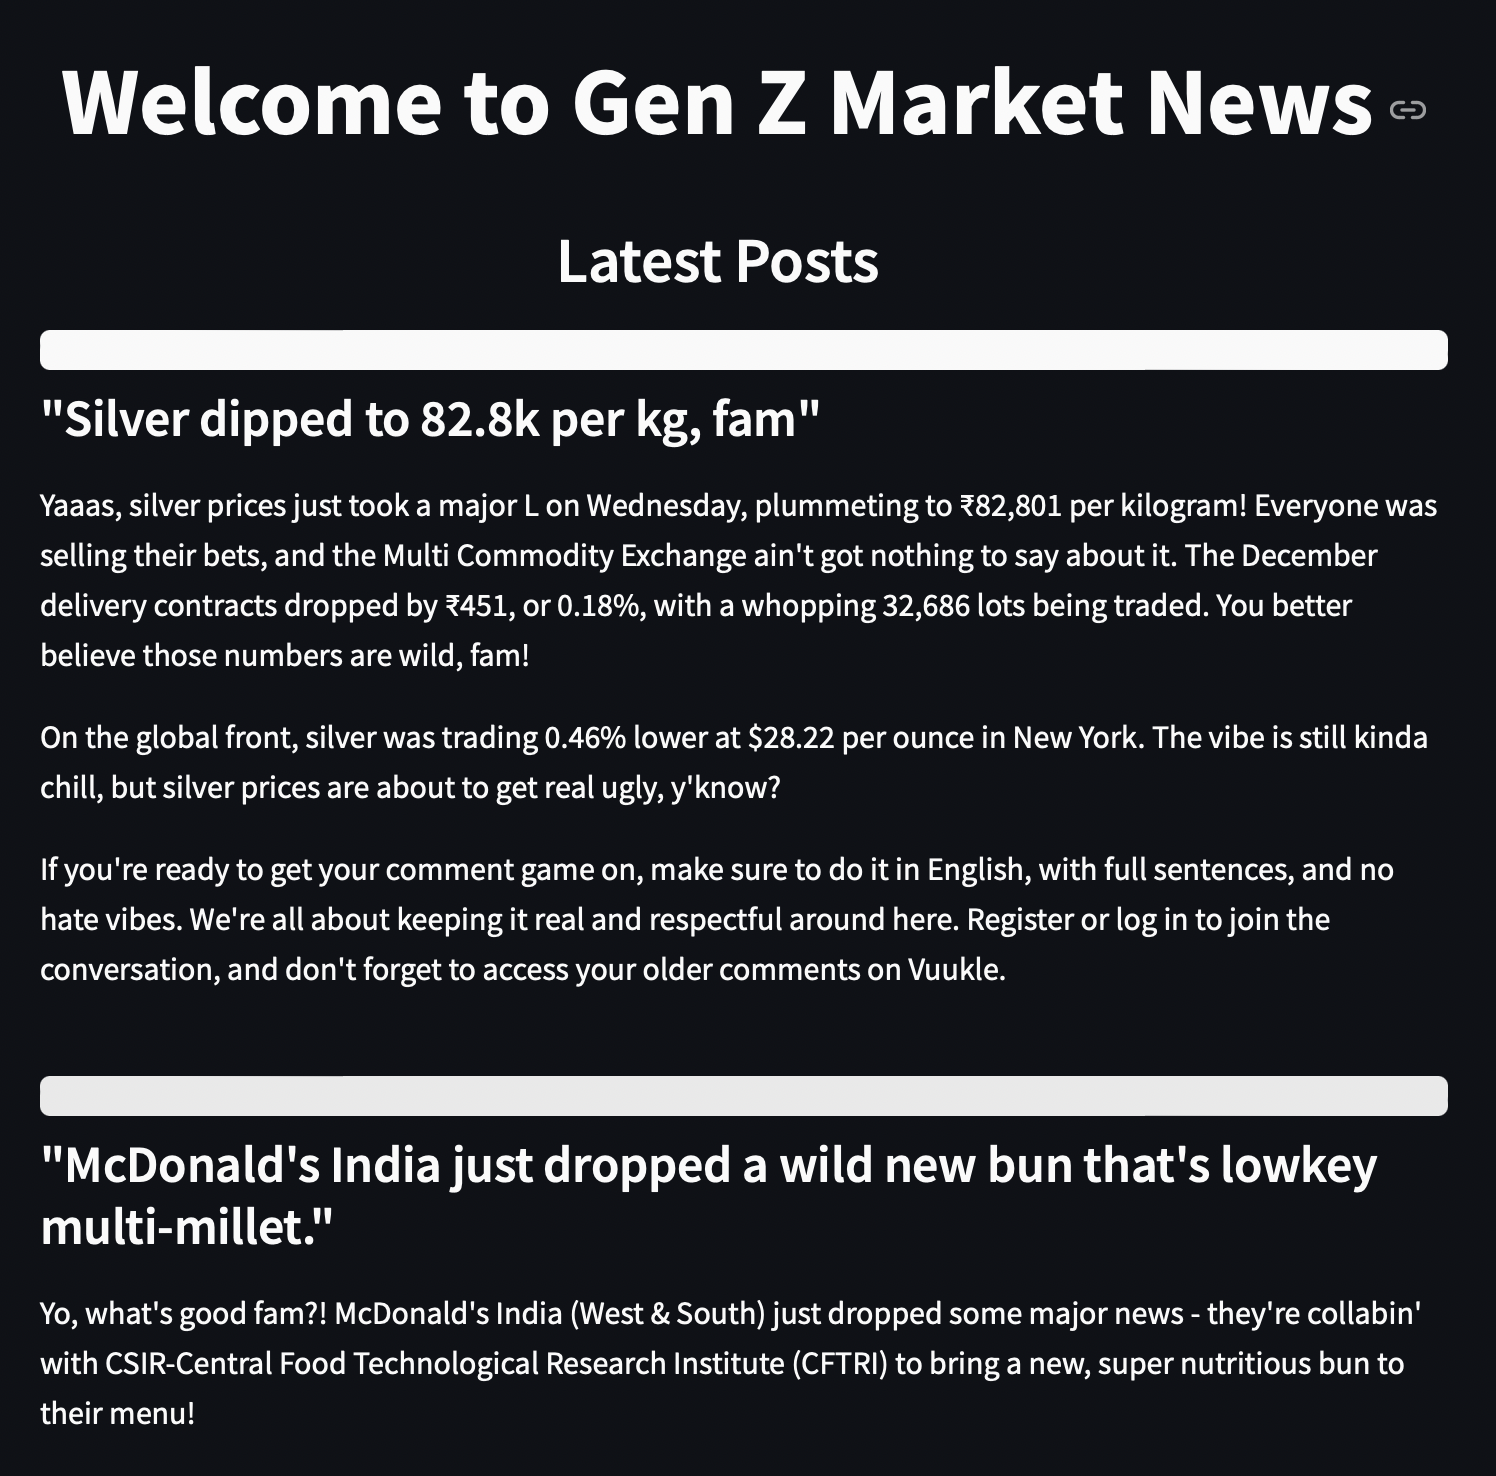 Welcome to Gen Z Market News
Latest Posts
"Silver dipped to 82.8k per kg, fam"
Yaaas, silver prices just took a major L on Wednesday, plummeting to ₹82,801 per kilogram! Everyone was
selling their bets, and the Multi Commodity Exchange ain't got nothing to say about it. The December
delivery contracts dropped by ₹451, or 0.18%, with a whopping 32,686 lots being traded. You better
believe those numbers are wild, fam!
On the global front, silver was trading 0.46% lower at $28.22 per ounce in New York. The vibe is still kinda
chill, but silver prices are about to get real ugly, y'know?
If you're ready to get your comment game on, make sure to do it in English, with full sentences, and no
hate vibes. We're all about keeping it real and respectful around here. Register or log in to join the
conversation, and don't forget to access your older comments on Vuukle.
"McDonald's India just dropped a wild new bun that's lowkey
multi-millet."
Yo, what's good fam?! McDonald's India (West & South) just dropped some major news - they're collabin'
with CSIR-Central Food Technological Research Institute (CFTRI) to bring a new, super nutritious bun to
their menu!